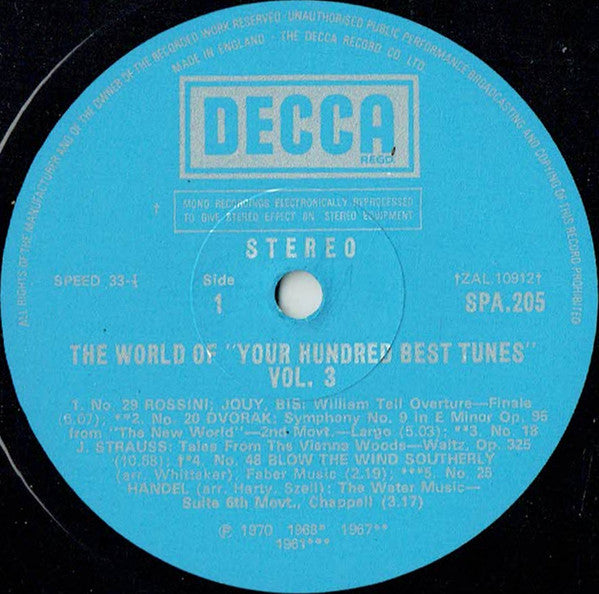 ALL RIGHTS OF THE MANUFACTURER AND OF THE OWNER OF THE RECORDED WORK RESERVED UNAUTHORISED PUBLIC PERFORMANCE BROADCASTING AND COPYING OF THIS RECORD PROHIBITED
MADE IN ENGLAND · THE DECCA RECORD CO LTD.
DECCA
REGD.
† MONO RECORDINGS ELECTRONICALLY REPROCESSED
TO GIVE STEREO EFFECT ON STEREO EQUIPMENT
STEREO
SPEED 33⅓
Side
1
†ZAL.10912†
SPA.205
THE WORLD OF "YOUR HUNDRED BEST TUNES"
VOL. 3
1. No. 29 ROSSINI; JOUY, BIS: William Tell Overture—Finale
(6.07). **2. No. 20 DVORAK: Symphony No. 9 in E Minor Op. 95
from "The New World"—2nd Movt.—Largo (5.03); **3. No. 18
J. STRAUSS: Tales From The Vienna Woods—Waltz, Op. 325
(10.58). †*4. No. 48 BLOW THE WIND SOUTHERLY
(arr. Whittaker), Faber Music (2.19). ***5. No. 25
HANDEL (arr. Harty, Szell): The Water Music—
Suite 6th Movt., Chappell (3.17)
℗ 1970 1968* 1967**
1961***